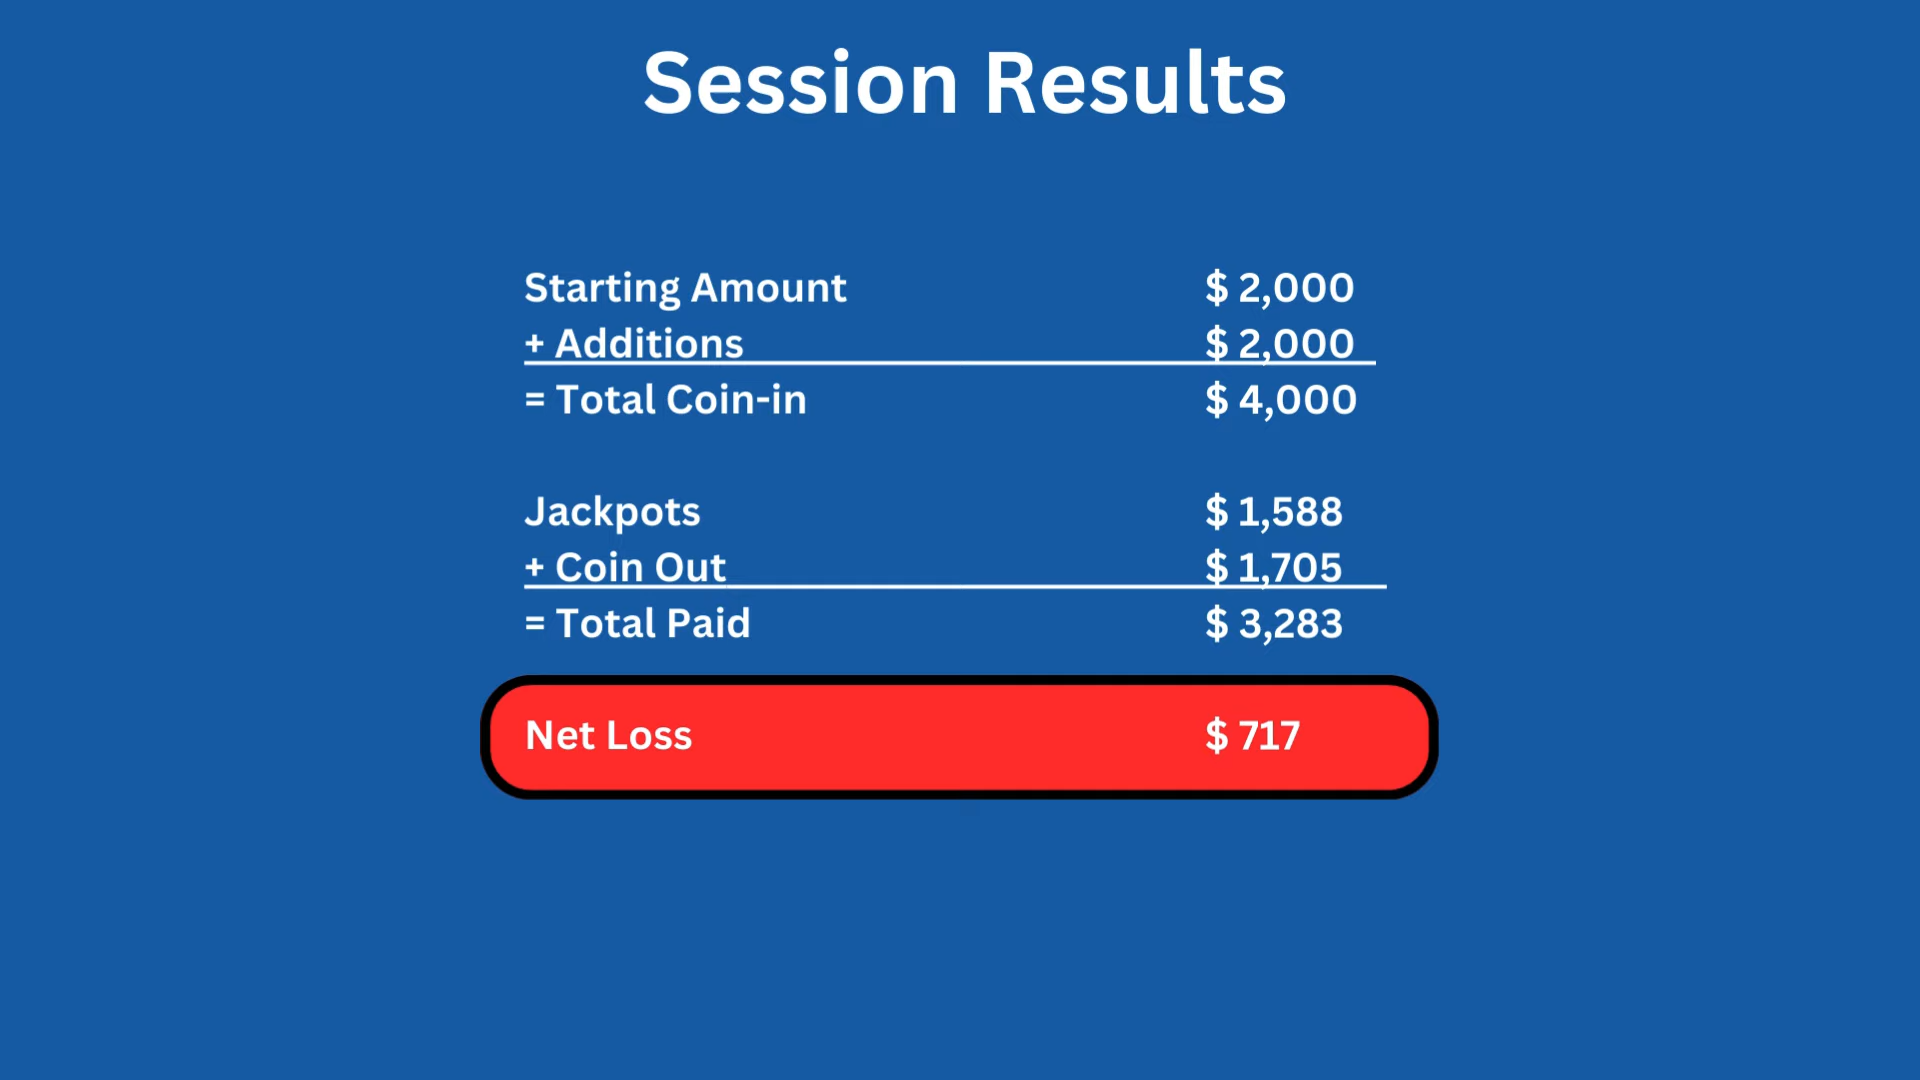 Session Results
Starting Amount $ 2,000
+ Additions $ 2,000
= Total Coin-in $ 4,000
Jackpots $ 1,588
+ Coin Out $ 1,705
= Total Paid $ 3,283
Net Loss $ 717